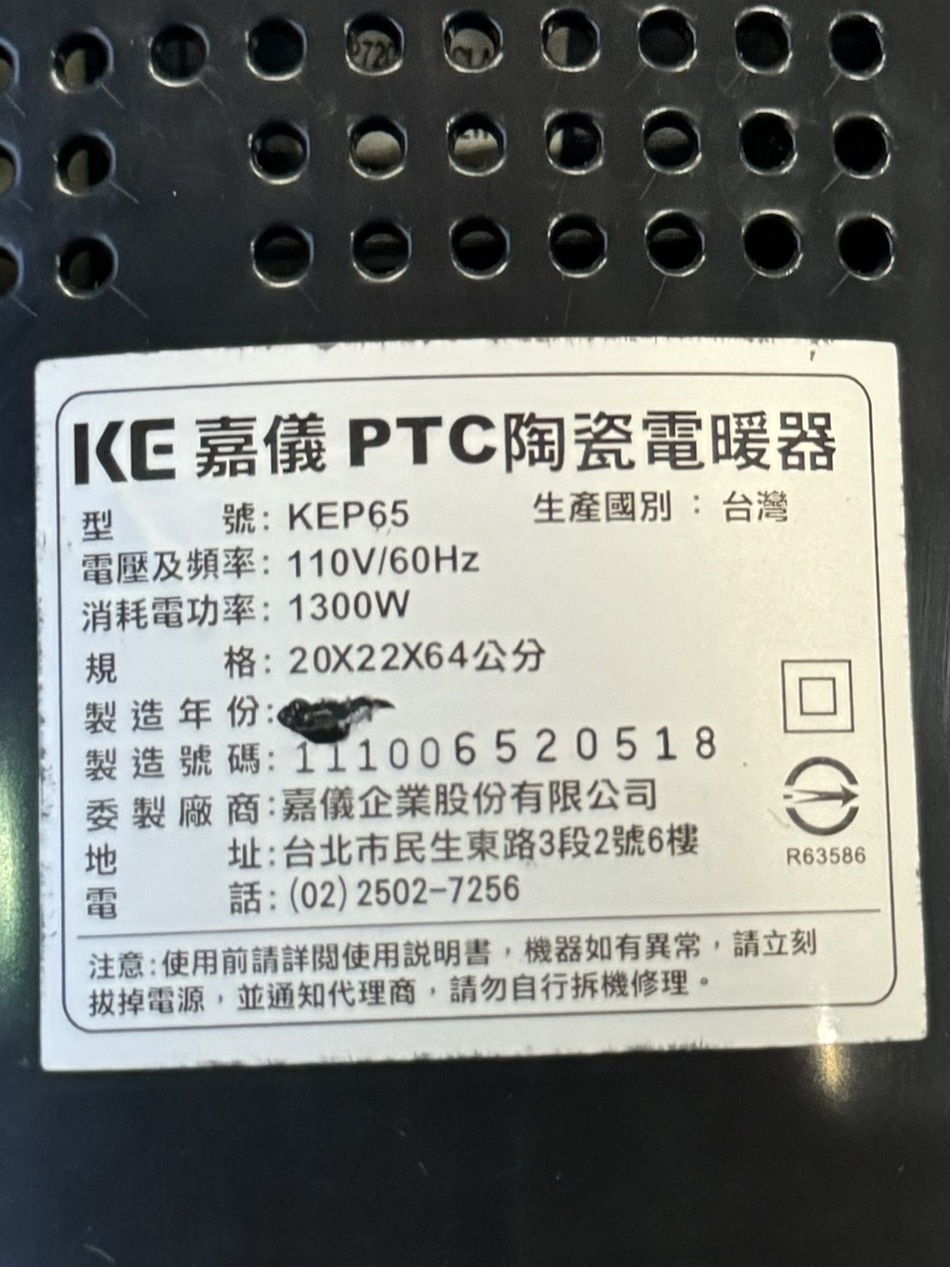 KE 嘉儀 PTC陶瓷電暖器
型號: KEP65 生產國別：台灣
電壓及頻率: 110V/60Hz
消耗電功率: 1300W
規格: 20X22X64公分
製造年份:
製造號碼: 111006520518
委製廠商:嘉儀企業股份有限公司
地址:台北市民生東路3段2號6樓
電話:(02) 2502-7256
R63586
注意:使用前請詳閱使用說明書，機器如有異常，請立刻
拔掉電源，並通知代理商，請勿自行拆機修理。